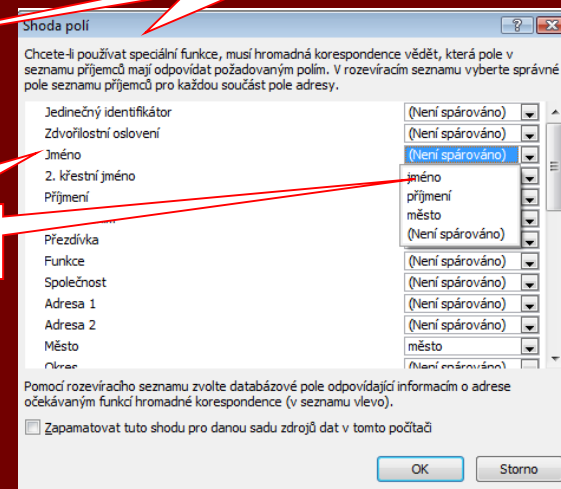 Shoda polí
Chcete-li používat speciální funkce, musí hromadná korespondence vědět, která pole v
seznamu příjemců mají odpovídat požadovaným polím. V rozevíracím seznamu vyberte správné
pole seznamu příjemců pro každou součást pole adresy.
Jedinečný identifikátor (Není spárováno)
Zdvořilostní oslovení (Není spárováno)
Jméno (Není spárováno)
2. křestní jméno jméno
Příjmení příjmení
město
Přezdívka (Není spárováno)
Funkce (Není spárováno)
Společnost (Není spárováno)
Adresa 1 (Není spárováno)
Adresa 2 (Není spárováno)
Město město
Okres (Není spárováno)
Pomocí rozevíracího seznamu zvolte databázové pole odpovídající informacím o adrese
očekávaným funkcí hromadné korespondence (v seznamu vlevo).
Zapamatovat tuto shodu pro danou sadu zdrojů dat v tomto počítači
OK Storno